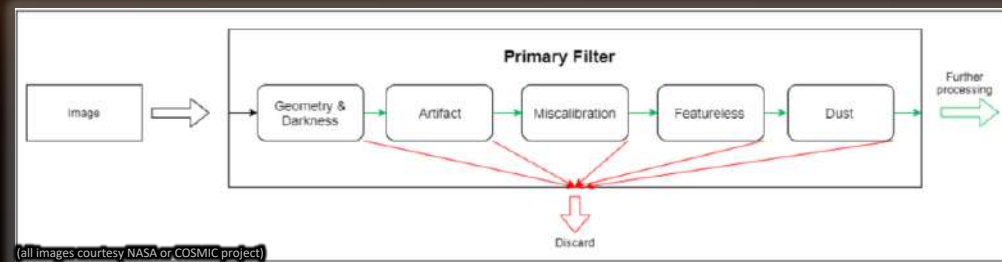 Primary Filter
Image
Geometry &
Darkness
Artifact
Miscalibration
Featureless
Dust
Further
processing
Discard
(all images courtesy NASA or COSMIC project)